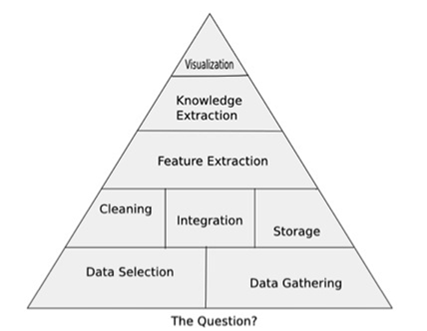 Visualization
Knowledge
Extraction
Feature Extraction
Cleaning
Integration
Storage
Data Selection
Data Gathering
The Question?